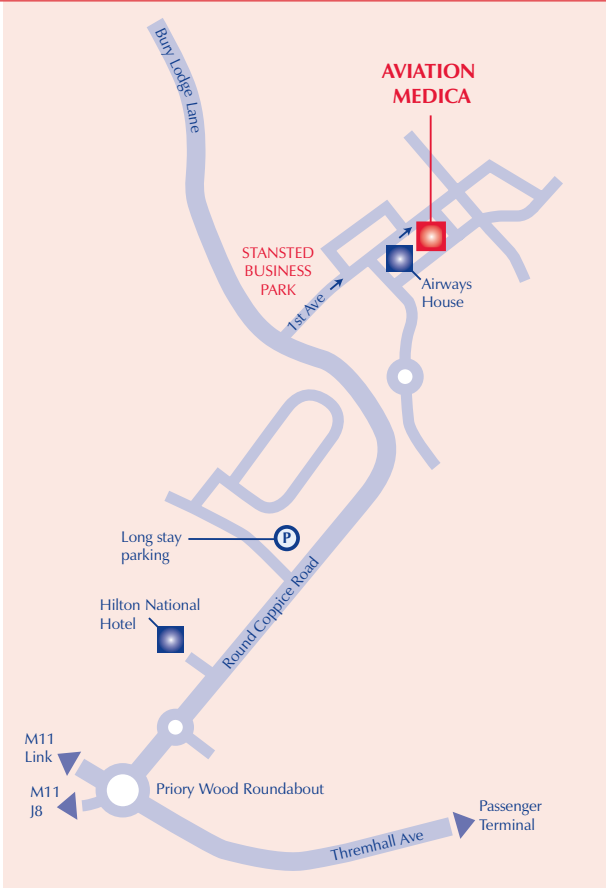 Bury Lodge Lane
AVIATION
MEDICA
STANSTED
BUSINESS
PARK
Airways
House
1st Ave
Long stay
parking
P
Round Coppice Road
Hilton National
Hotel
M11
Link
M11
J8
Priory Wood Roundabout
Passenger
Terminal
Thremhall Ave